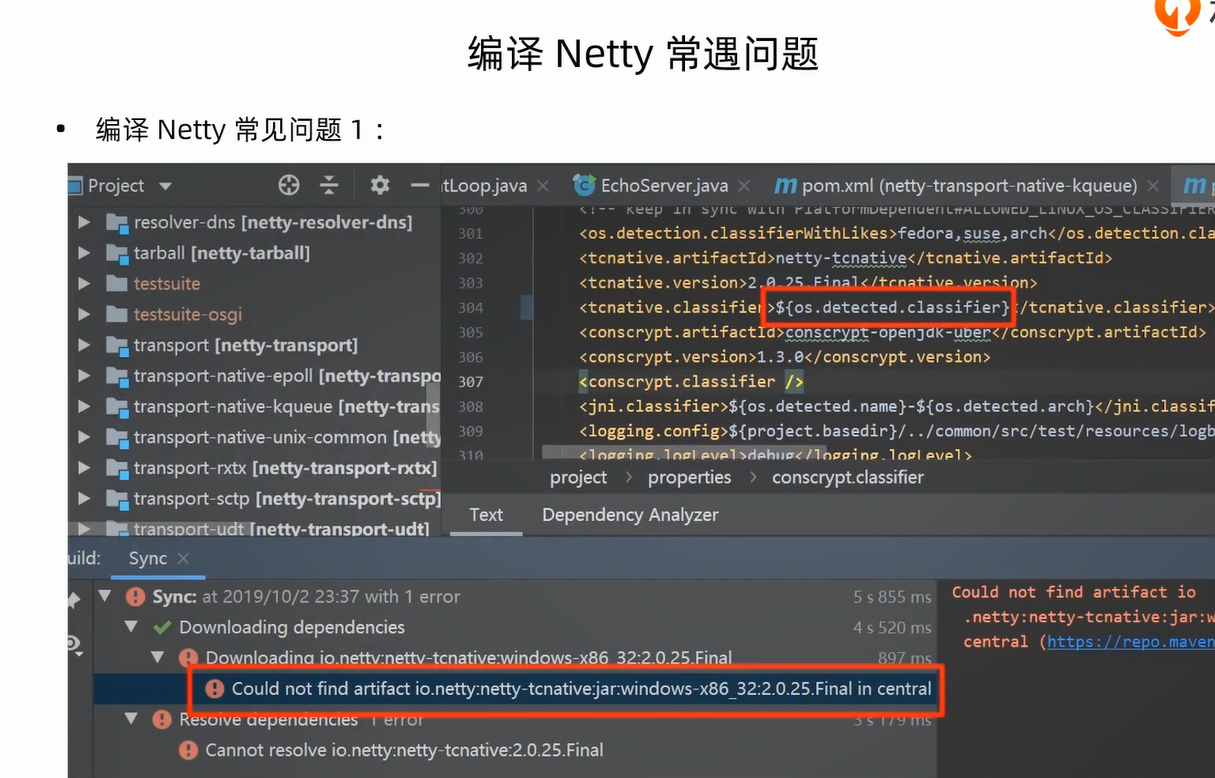 编译 Netty 常遇问题
• 编译 Netty 常见问题 1：
Project
resolver-dns [netty-resolver-dns]
tarball [netty-tarball]
testsuite
testsuite-osgi
transport [netty-transport]
transport-native-epoll [netty-transpo
transport-native-kqueue [netty-trans
transport-native-unix-common [netty
transport-rxtx [netty-transport-rxtx]
transport-sctp [netty-transport-sctp]
transport-udt [netty-transport-udt]
tLoop.java
EchoServer.java
pom.xml (netty-transport-native-kqueue)
300 <!-- keep in sync with PlatformDependent#ALLOWED_LINUX_OS_CLASSIFIER
301 <os.detection.classifierWithLikes>fedora,suse,arch</os.detection.cla
302 <tcnative.artifactId>netty-tcnative</tcnative.artifactId>
303 <tcnative.version>2.0.25.Final</tcnative.version>
304 <tcnative.classifier>${os.detected.classifier}</tcnative.classifier>
305 <conscrypt.artifactId>conscrypt-openjdk-uber</conscrypt.artifactId>
306 <conscrypt.version>1.3.0</conscrypt.version>
307 <conscrypt.classifier />
308 <jni.classifier>${os.detected.name}-${os.detected.arch}</jni.classif
309 <logging.config>${project.basedir}/../common/src/test/resources/logb
310 <logging.logLevel>debug</logging.logLevel>
project > properties > conscrypt.classifier
Text Dependency Analyzer
uild: Sync
Sync: at 2019/10/2 23:37 with 1 error 5 s 855 ms
Downloading dependencies 4 s 520 ms
Downloading io.netty:netty-tcnative:windows-x86_32:2.0.25.Final 897 ms
Could not find artifact io.netty:netty-tcnative:jar:windows-x86_32:2.0.25.Final in central
Resolve dependencies 1 error 3 s 179 ms
Cannot resolve io.netty:netty-tcnative:2.0.25.Final
Could not find artifact io
.netty:netty-tcnative:jar:w
central (https://repo.maven